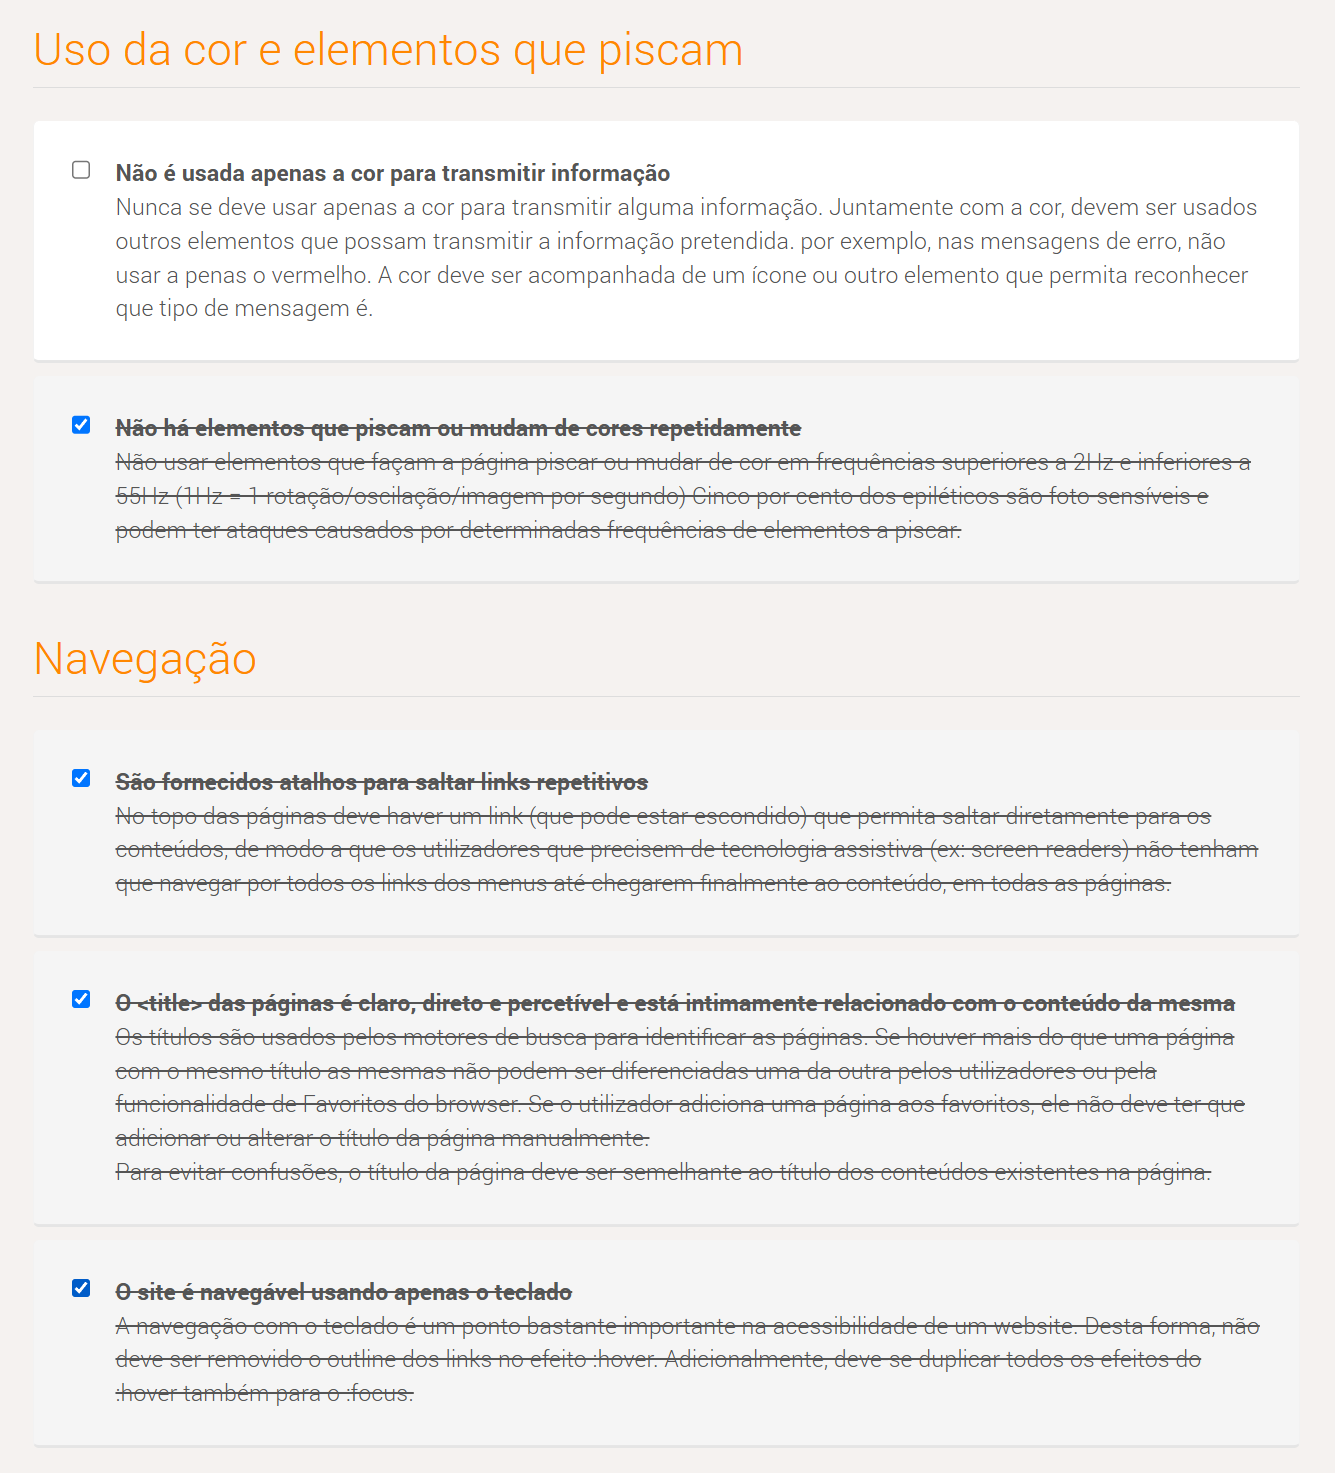 Uso da cor e elementos que piscam
Não é usada apenas a cor para transmitir informação
Nunca se deve usar apenas a cor para transmitir alguma informação. Juntamente com a cor, devem ser usados
outros elementos que possam transmitir a informação pretendida. por exemplo, nas mensagens de erro, não
usar a penas o vermelho. A cor deve ser acompanhada de um ícone ou outro elemento que permita reconhecer
que tipo de mensagem é.
Não há elementos que piscam ou mudam de cores repetidamente
Não usar elementos que façam a página piscar ou mudar de cor em frequências superiores a 2Hz e inferiores a
55Hz (1Hz = 1 rotação/oscilação/imagem por segundo) Cinco por cento dos epiléticos são foto sensíveis e
podem ter ataques causados por determinadas frequências de elementos a piscar.
Navegação
São fornecidos atalhos para saltar links repetitivos
No topo das páginas deve haver um link (que pode estar escondido) que permita saltar diretamente para os
conteúdos, de modo a que os utilizadores que precisem de tecnologia assistiva (ex: screen readers) não tenham
que navegar por todos os links dos menus até chegarem finalmente ao conteúdo, em todas as páginas.
O <title> das páginas é claro, direto e percetível e está intimamente relacionado com o conteúdo da mesma
Os títulos são usados pelos motores de busca para identificar as páginas. Se houver mais do que uma página
com o mesmo título as mesmas não podem ser diferenciadas uma da outra pelos utilizadores ou pela
funcionalidade de Favoritos do browser. Se o utilizador adiciona uma página aos favoritos, ele não deve ter que
adicionar ou alterar o título da página manualmente.
Para evitar confusões, o título da página deve ser semelhante ao título dos conteúdos existentes na página.
O site é navegável usando apenas o teclado
A navegação com o teclado é um ponto bastante importante na acessibilidade de um website. Desta forma, não
deve ser removido o outline dos links no efeito :hover. Adicionalmente, deve se duplicar todos os efeitos do
:hover também para o :focus.